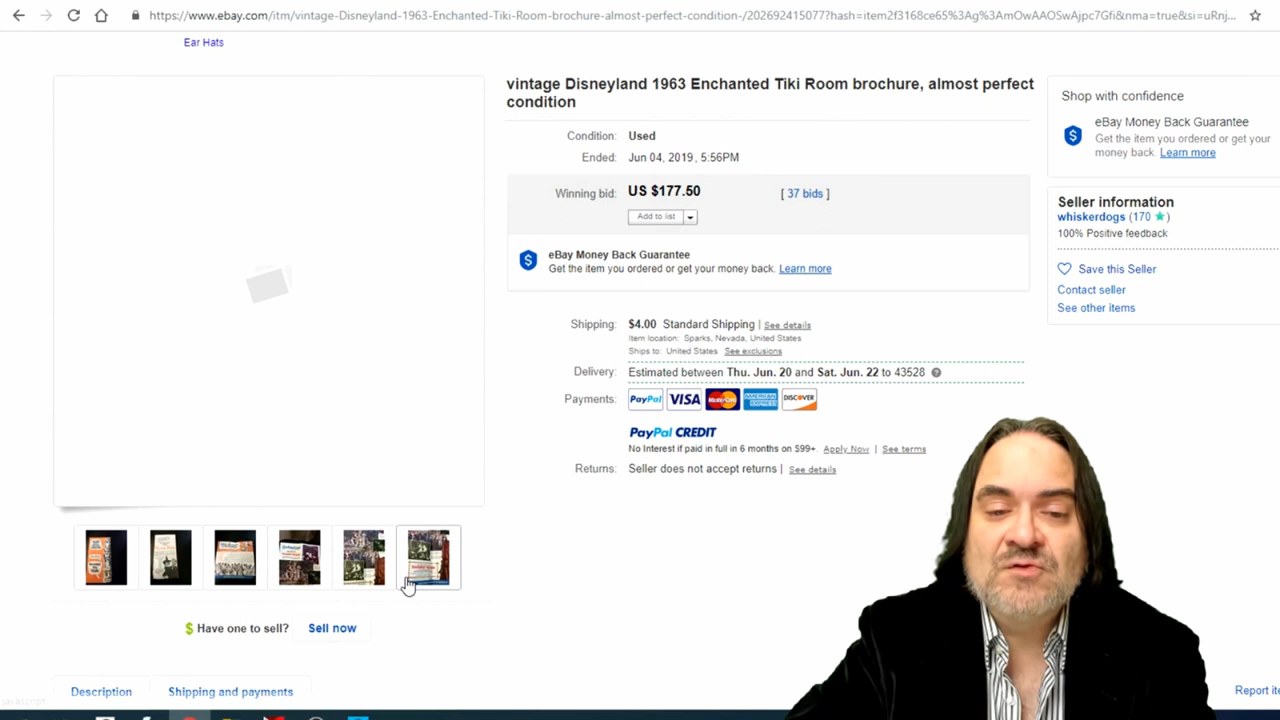 https://www.ebay.com/itm/vintage-Disneyland-1963-Enchanted-Tiki-Room-brochure-almost-perfect-condition-/202692415077?hash=item2f3168ce65%3Ag%3AmOwAAOSwAjpc7Gfi&nma=true&si=uRnj...
Ear Hats
vintage Disneyland 1963 Enchanted Tiki Room brochure, almost perfect
condition
Condition: Used
Ended: Jun 04, 2019 , 5:56PM
Winning bid: US $177.50 [ 37 bids ]
Add to list
eBay Money Back Guarantee
Get the item you ordered or get your money back. Learn more
Shipping: $4.00 Standard Shipping | See details
Item location: Sparks, Nevada, United States
Ships to: United States See exclusions
Delivery: Estimated between Thu. Jun. 20 and Sat. Jun. 22 to 43528
Payments: PayPal VISA MasterCard AMERICAN EXPRESS DISCOVER
PayPal CREDIT
No Interest if paid in full in 6 months on $99+. Apply Now | See terms
Returns: Seller does not accept returns | See details
Shop with confidence
eBay Money Back Guarantee
Get the item you ordered or get your
money back. Learn more
Seller information
whiskerdogs (170 ★)
100% Positive feedback
Save this Seller
Contact seller
See other items
$ Have one to sell? Sell now
Description Shipping and payments
Report ite
javascript